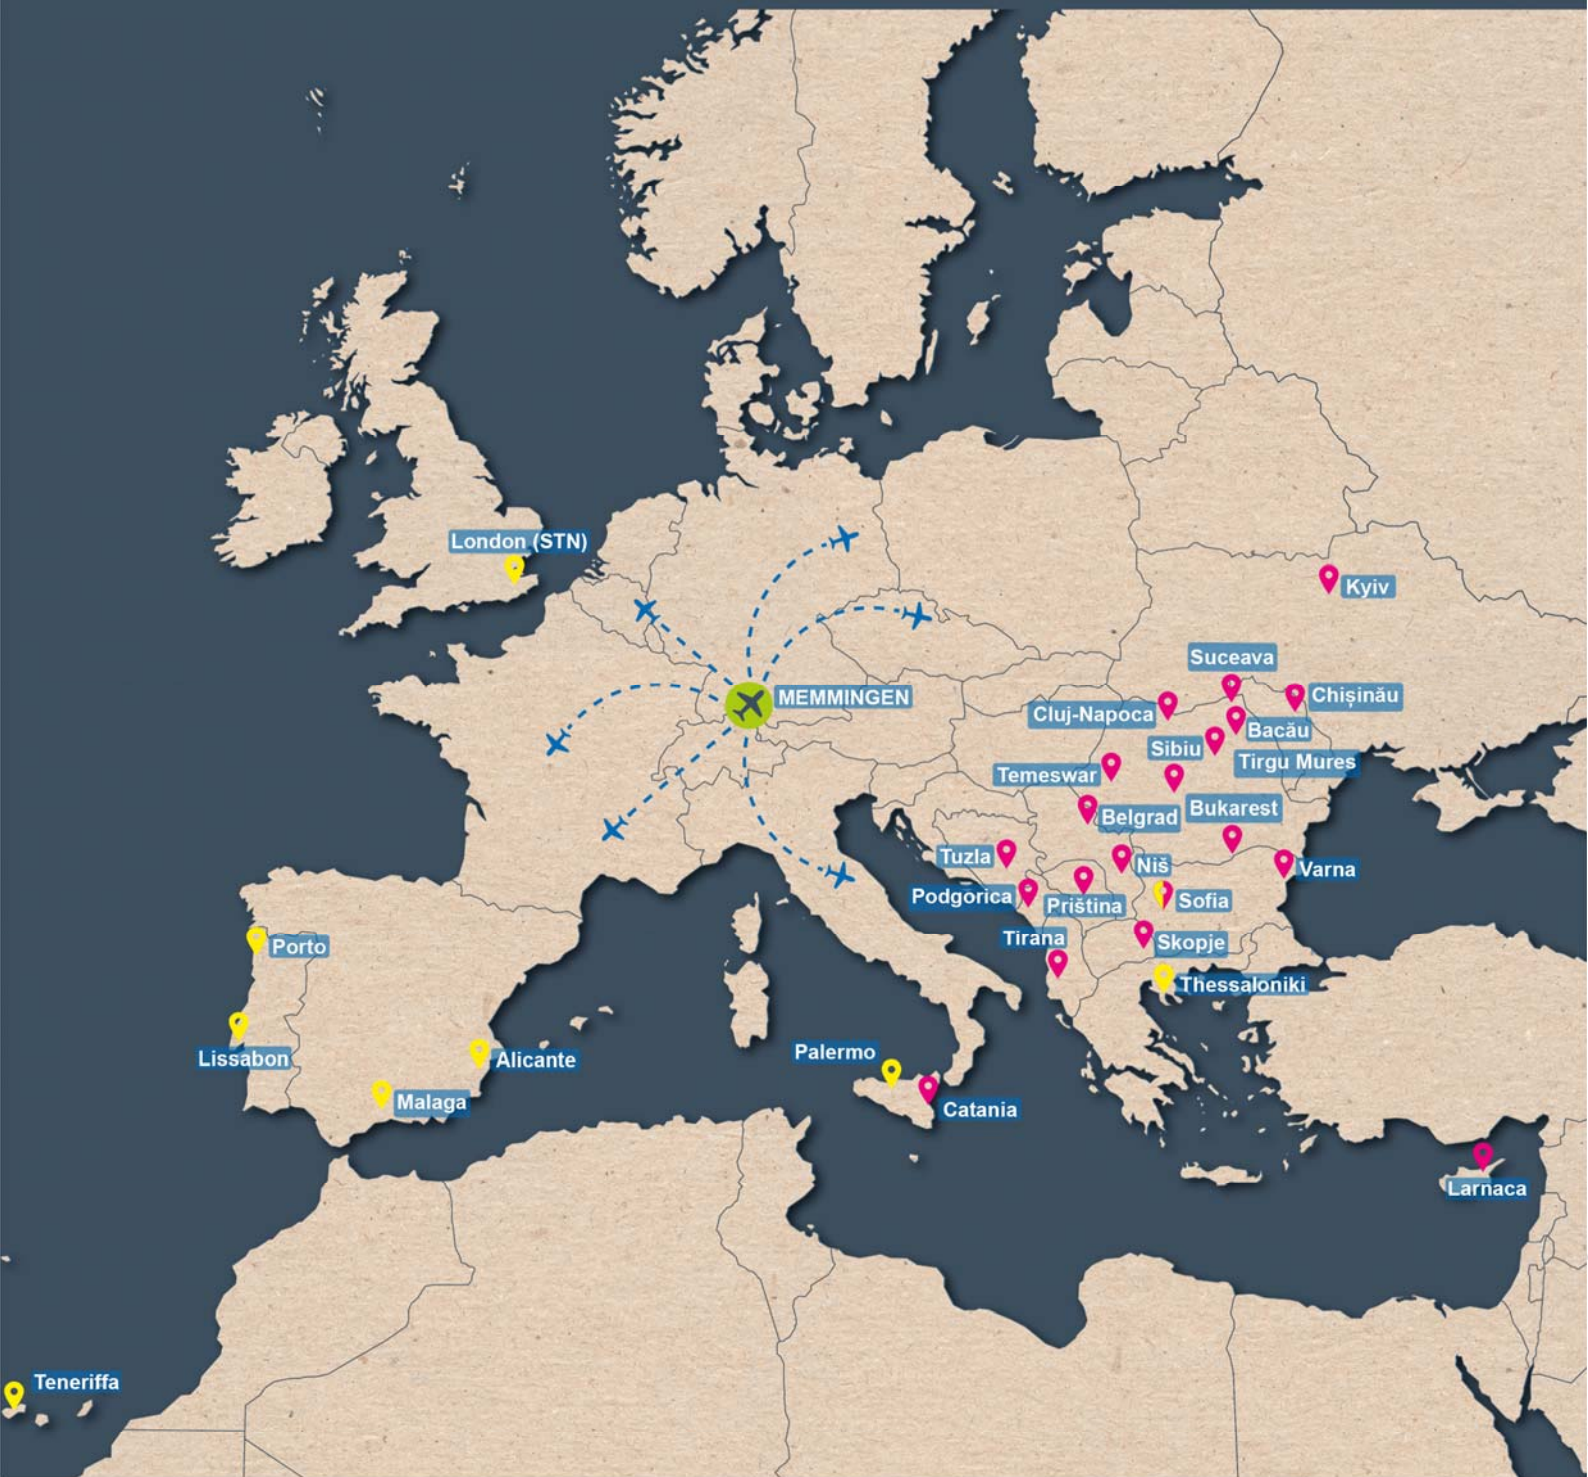 London (STN)
Kyiv
Suceava
Chișinău
MEMMINGEN
Cluj-Napoca
Bacău
Sibiu
Tirgu Mures
Temeswar
Bukarest
Belgrad
Tuzla
Niš
Varna
Podgorica
Priština
Sofia
Tirana
Skopje
Porto
Thessaloniki
Lissabon
Alicante
Palermo
Malaga
Catania
Larnaca
Teneriffa